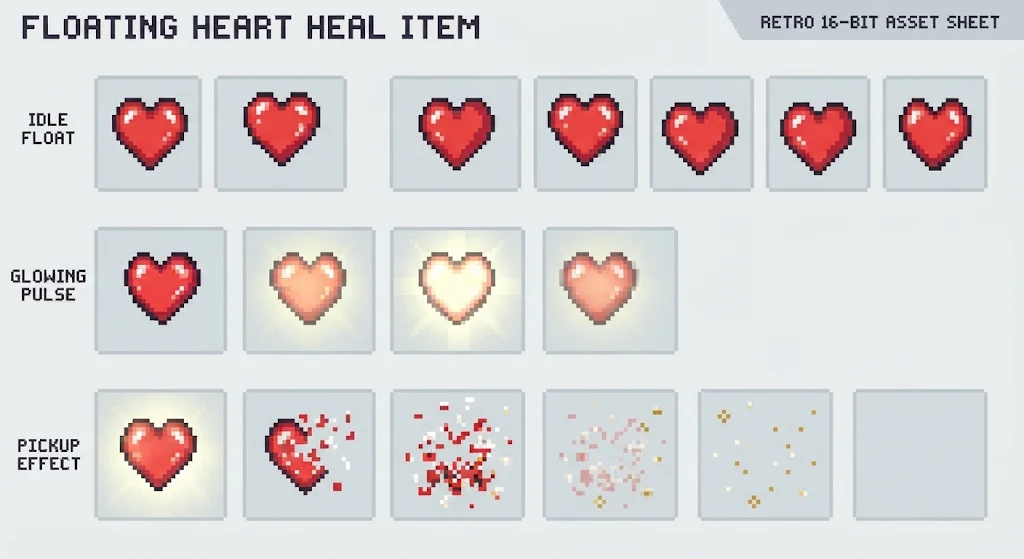 FLOATING HEART HEAL ITEM
RETRO 16-BIT ASSET SHEET
IDLE
FLOAT
GLOWING
PULSE
PICKUP
EFFECT